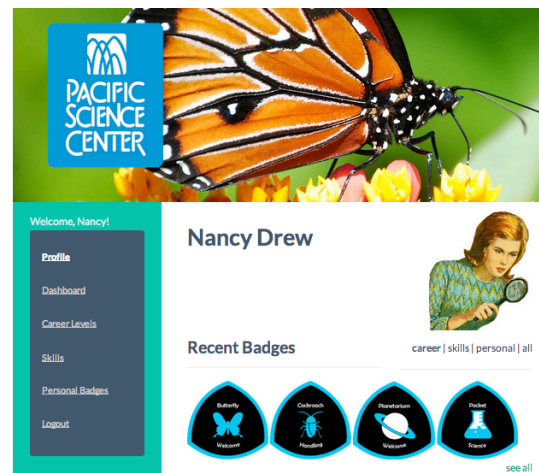 PACIFIC
SCIENCE
CENTER
Welcome, Nancy!
Profile
Dashboard
Career Levels
Skills
Personal Badges
Logout
Nancy Drew
Recent Badges
career | skills | personal | all
Butterfly
Welcome
Cockroach
Handling
Planetarium
Welcome
Pocket
Science
see all